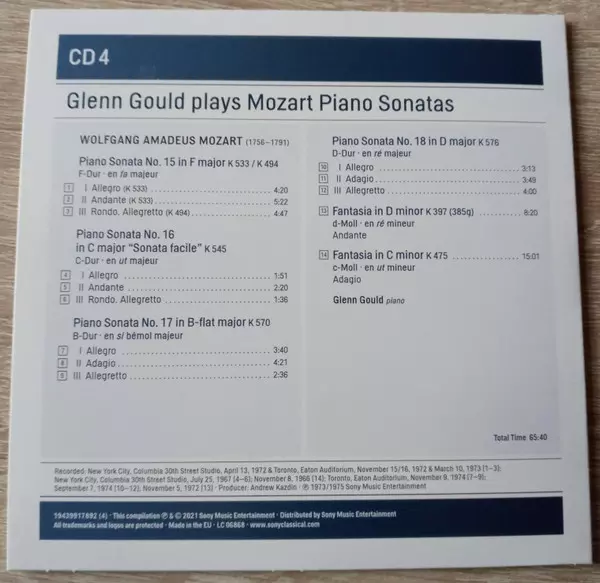 CD 4
Glenn Gould plays Mozart Piano Sonatas
WOLFGANG AMADEUS MOZART (1756–1791)
Piano Sonata No. 15 in F major K 533 / K 494
F-Dur · en fa majeur
1 I Allegro (K 533) 4:20
2 II Andante (K 533) 5:22
3 III Rondo. Allegretto (K 494) 4:47
Piano Sonata No. 16
in C major "Sonata facile" K 545
C-Dur · en ut majeur
4 I Allegro 1:51
5 II Andante 2:20
6 III Rondo. Allegretto 1:36
Piano Sonata No. 17 in B-flat major K 570
B-Dur · en si bémol majeur
7 I Allegro 3:40
8 II Adagio 4:21
9 III Allegretto 2:36
Piano Sonata No. 18 in D major K 576
D-Dur · en ré majeur
10 I Allegro 3:13
11 II Adagio 3:49
12 III Allegretto 4:00
13 Fantasia in D minor K 397 (385g) 8:20
d-Moll · en ré mineur
Andante
14 Fantasia in C minor K 475 15:01
c-Moll · en ut mineur
Adagio
Glenn Gould piano
Total Time 65:40
Recorded: New York City, Columbia 30th Street Studio, April 13, 1972 & Toronto, Eaton Auditorium, November 15/16, 1972 & March 10, 1973 (1–3);
New York City, Columbia 30th Street Studio, July 25, 1967 (4–6); November 8, 1966 (14); Toronto, Eaton Auditorium, November 9, 1974 (7–9);
September 7, 1974 (10–12); November 5, 1972 (13) · Producer: Andrew Kazdin · ℗ 1973/1975 Sony Music Entertainment
19439917892 (4) · This compilation ℗ & © 2021 Sony Music Entertainment · Distributed by Sony Music Entertainment
All trademarks and logos are protected · Made in the EU · LC 06868 · www.sonyclassical.com